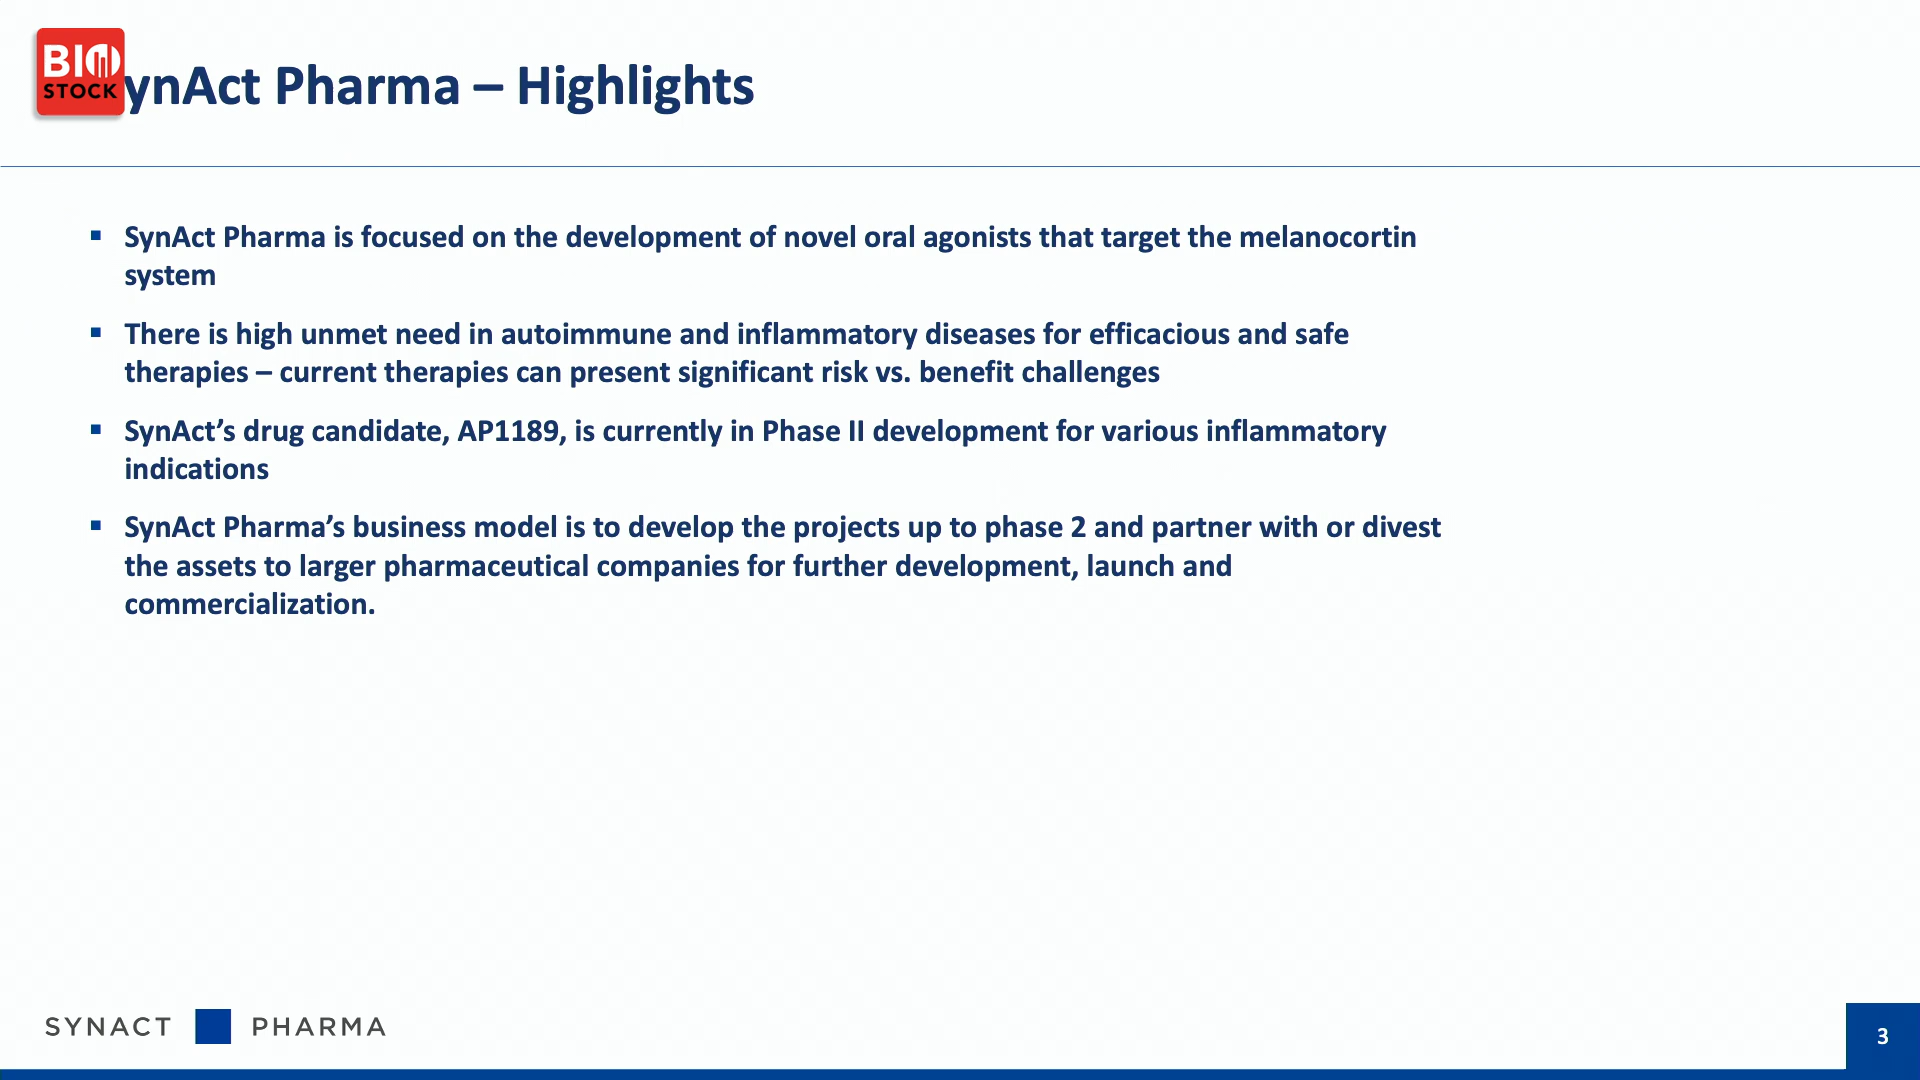 BIO
STOCK
ynAct Pharma – Highlights
▪ SynAct Pharma is focused on the development of novel oral agonists that target the melanocortin
system
▪ There is high unmet need in autoimmune and inflammatory diseases for efficacious and safe
therapies – current therapies can present significant risk vs. benefit challenges
▪ SynAct’s drug candidate, AP1189, is currently in Phase II development for various inflammatory
indications
▪ SynAct Pharma’s business model is to develop the projects up to phase 2 and partner with or divest
the assets to larger pharmaceutical companies for further development, launch and
commercialization.
SYNACT PHARMA
3